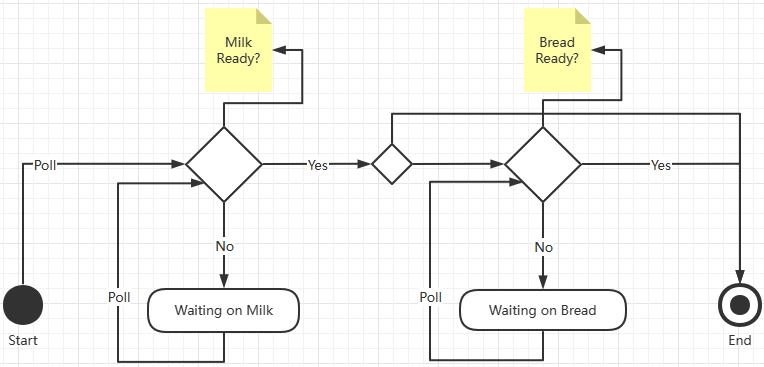 Milk
Ready?
Bread
Ready?
Poll
Yes
Yes
No
No
Poll
Poll
Waiting on Milk
Waiting on Bread
Start
End